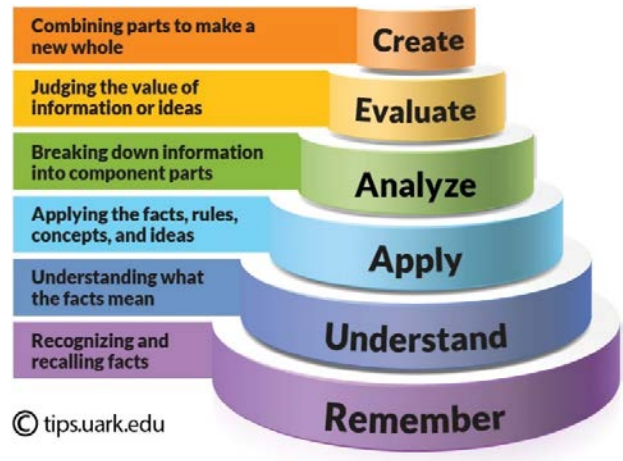 Combining parts to make a
new whole
Create
Judging the value of
information or ideas
Evaluate
Breaking down information
into component parts
Analyze
Applying the facts, rules,
concepts, and ideas
Apply
Understanding what
the facts mean
Understand
Recognizing and
recalling facts
Remember
© tips.uark.edu